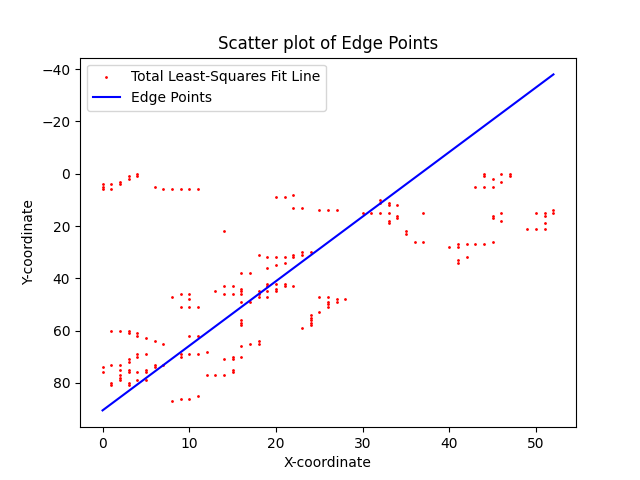 Scatter plot of Edge Points
Total Least-Squares Fit Line
Edge Points
−40
−20
0
20
40
60
80
Y-coordinate
0
10
20
30
40
50
X-coordinate